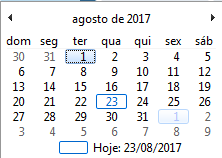 agosto de 2017
dom seg ter qua qui sex sáb
30 31 1 2 3 4 5
6 7 8 9 10 11 12
13 14 15 16 17 18 19
20 21 22 23 24 25 26
27 28 29 30 31 1 2
3 4 5 6 7 8 9
Hoje: 23/08/2017